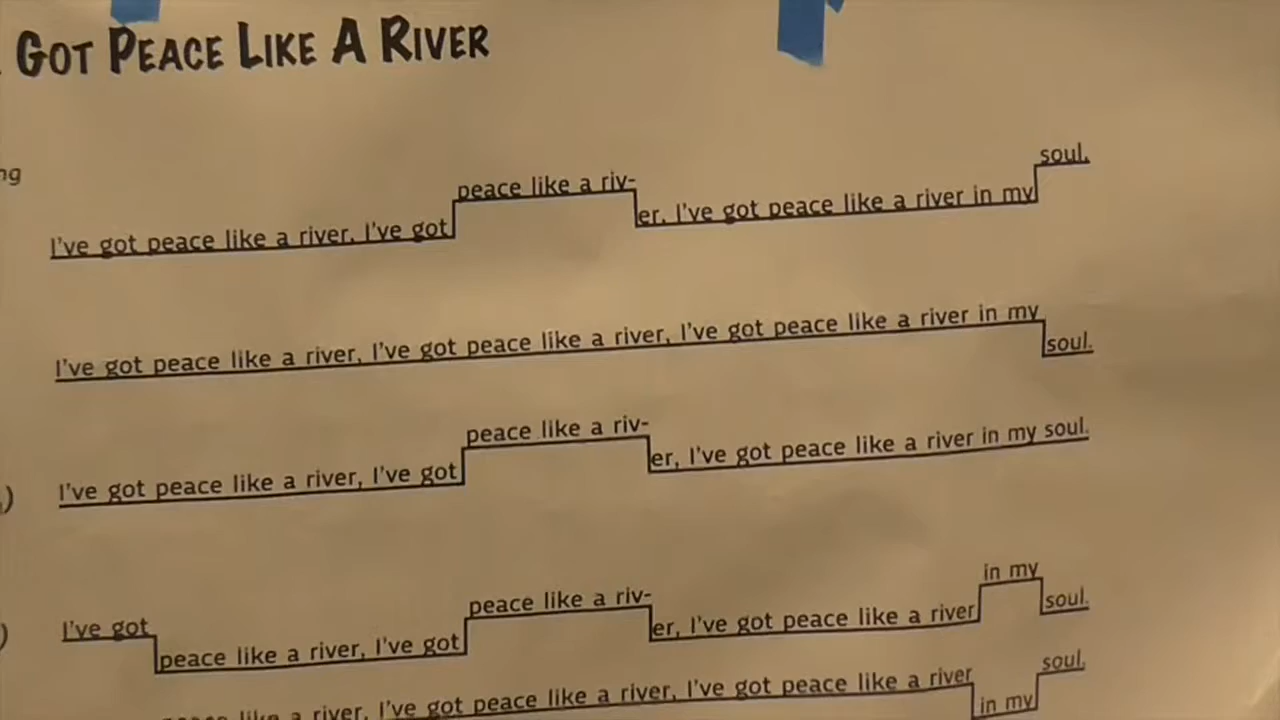 GOT PEACE LIKE A RIVER
I've got peace like a river, I've got peace like a riv-er, I've got peace like a river in my soul,
I've got peace like a river, I've got peace like a river, I've got peace like a river in my soul.
I've got peace like a river, I've got peace like a riv-er, I've got peace like a river in my soul.
I've got peace like a river, I've got peace like a riv-er, I've got peace like a river in my soul.
like a river, I've got peace like a river, I've got peace like a river in my soul,